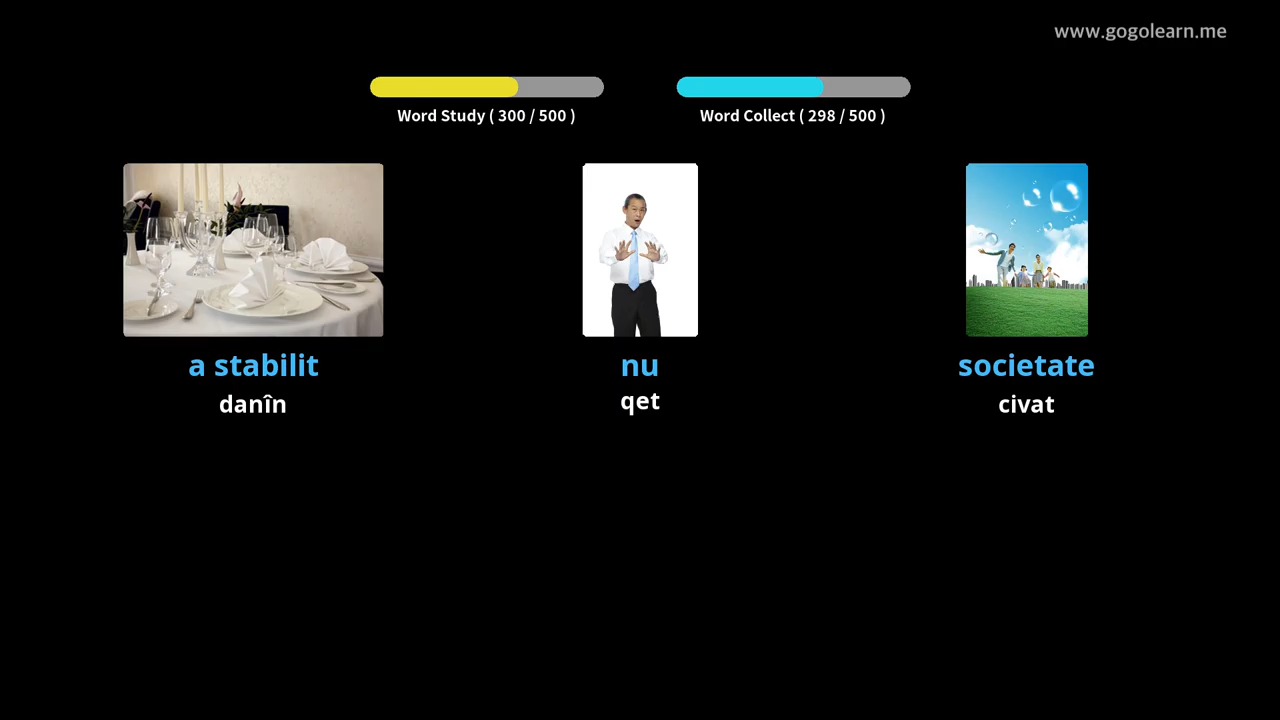 www.gogolearn.me
Word Study ( 300 / 500 )
Word Collect ( 298 / 500 )
a stabilit
danîn
nu
qet
societate
civat